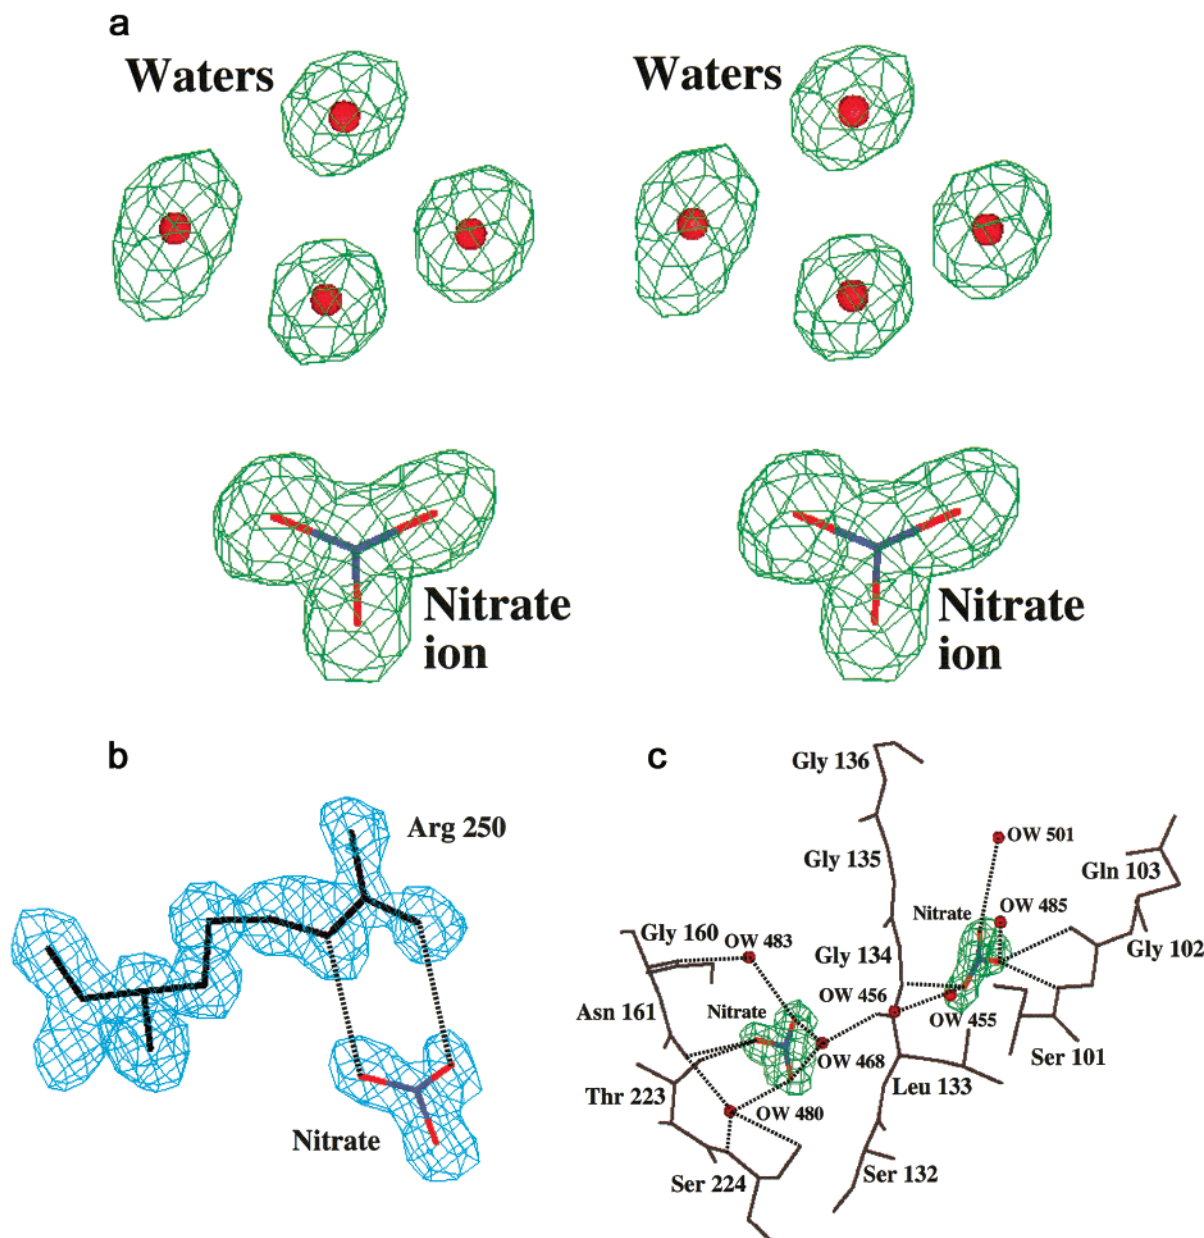 a
Waters
Waters
Nitrate
ion
Nitrate
ion
b
Arg 250
Nitrate
c
Gly 136
OW 501
Gly 135
Gln 103
Nitrate
OW 485
Gly 160
OW 483
Gly 134
Gly 102
OW 456
Asn 161
Nitrate
OW 455
OW 468
Ser 101
Leu 133
Thr 223
OW 480
Ser 132
Ser 224